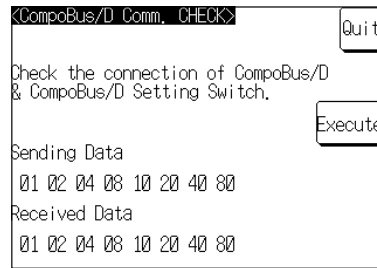 <CompoBus/D Comm. CHECK>
Quit
Check the connection of CompoBus/D
& CompoBus/D Setting Switch.
Execute
Sending Data
01 02 04 08 10 20 40 80
Received Data
01 02 04 08 10 20 40 80